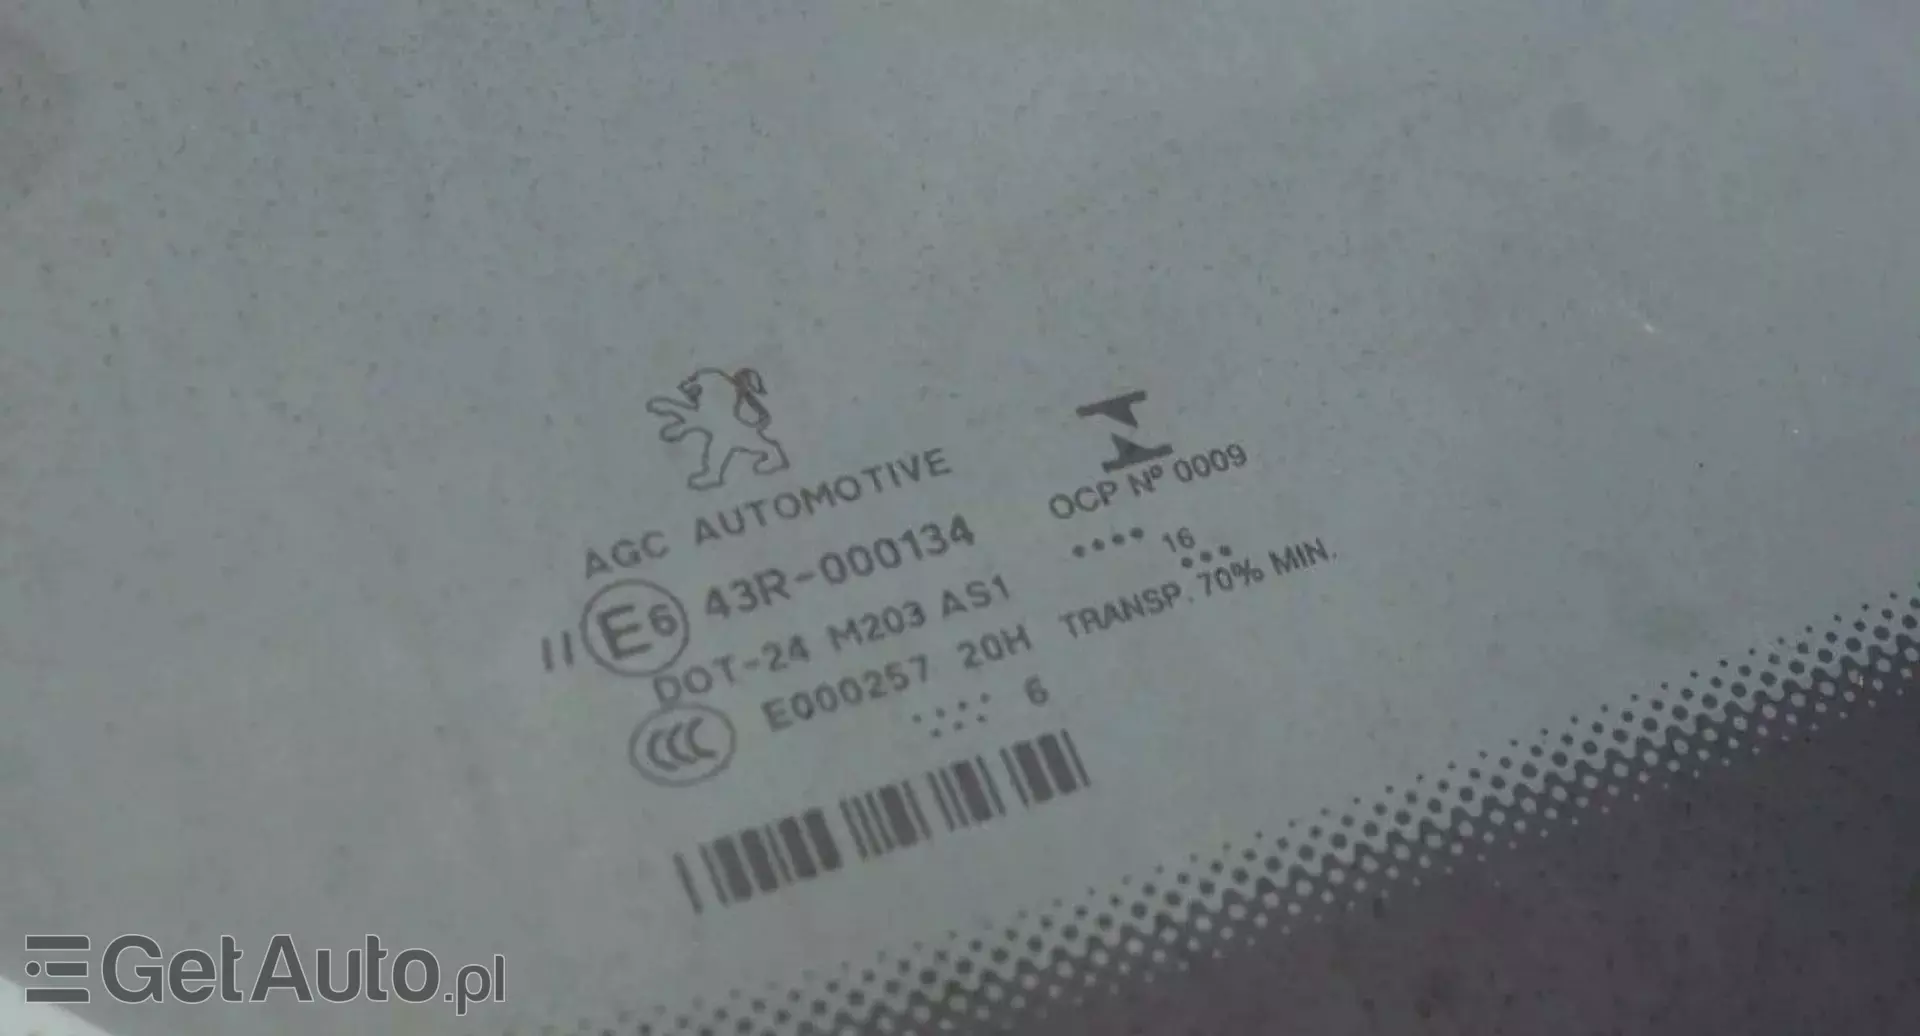 AGC AUTOMOTIVE
OCP Nº 0009
II E6 43R-000134
16
DOT-24 M203 AS1
TRANSP. 70% MIN.
CCC E000257 20H
6
GetAuto.pl